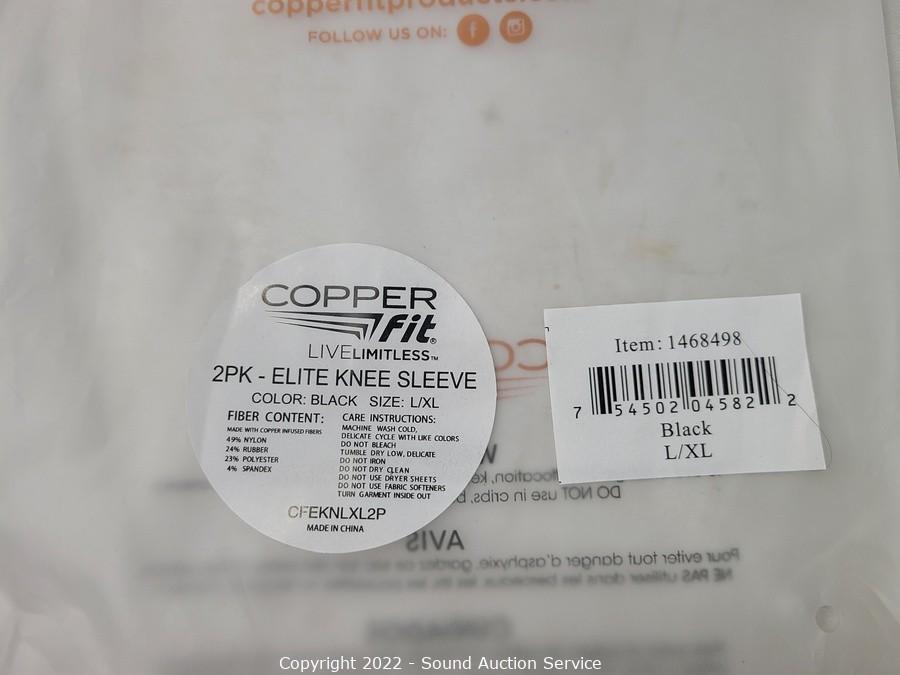 copperfitproducts.com
FOLLOW US ON:
COPPER
fit®
LIVELIMITLESS™
2PK - ELITE KNEE SLEEVE
COLOR: BLACK SIZE: L/XL
FIBER CONTENT:
MADE WITH COPPER INFUSED FIBERS
49% NYLON
24% RUBBER
23% POLYESTER
4% SPANDEX
CARE INSTRUCTIONS:
MACHINE WASH COLD,
DELICATE CYCLE WITH LIKE COLORS
DO NOT BLEACH
TUMBLE DRY LOW, DELICATE
DO NOT IRON
DO NOT DRY CLEAN
DO NOT USE DRYER SHEETS
DO NOT USE FABRIC SOFTENERS
TURN GARMENT INSIDE OUT
CFEKNLXL2P
MADE IN CHINA
Item: 1468498
7 54502 04582 2
Black
L/XL
DO NOT use in cribs,
AVIS
Pour eviter tout danger d'asphyxie, garder
NE PAS utiliser dans les berceaux,
Copyright 2022 - Sound Auction Service